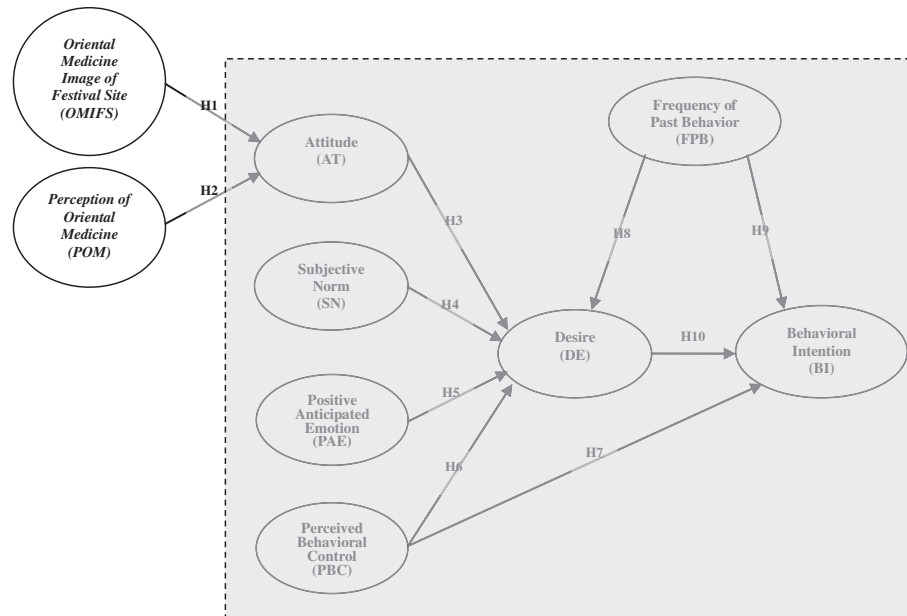 Oriental
Medicine
Image of
Festival Site
(OMIFS)
H1
Perception of
Oriental
Medicine
(POM)
H2
Attitude
(AT)
H3
Subjective
Norm
(SN)
H4
Positive
Anticipated
Emotion
(PAE)
H5
Perceived
Behavioral
Control
(PBC)
H6
H7
Frequency of
Past Behavior
(FPB)
H8
H9
Desire
(DE)
H10
Behavioral
Intention
(BI)